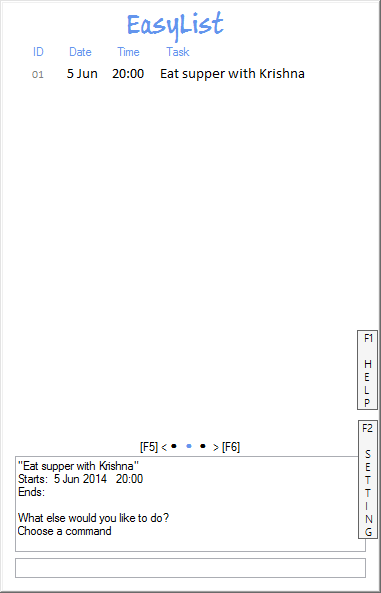 EasyList
ID Date Time Task
01 5 Jun 20:00 Eat supper with Krishna
F1
HELP
F2
SETTING
[F5] < • • • > [F6]
"Eat supper with Krishna"
Starts: 5 Jun 2014 20:00
Ends:
What else would you like to do?
Choose a command